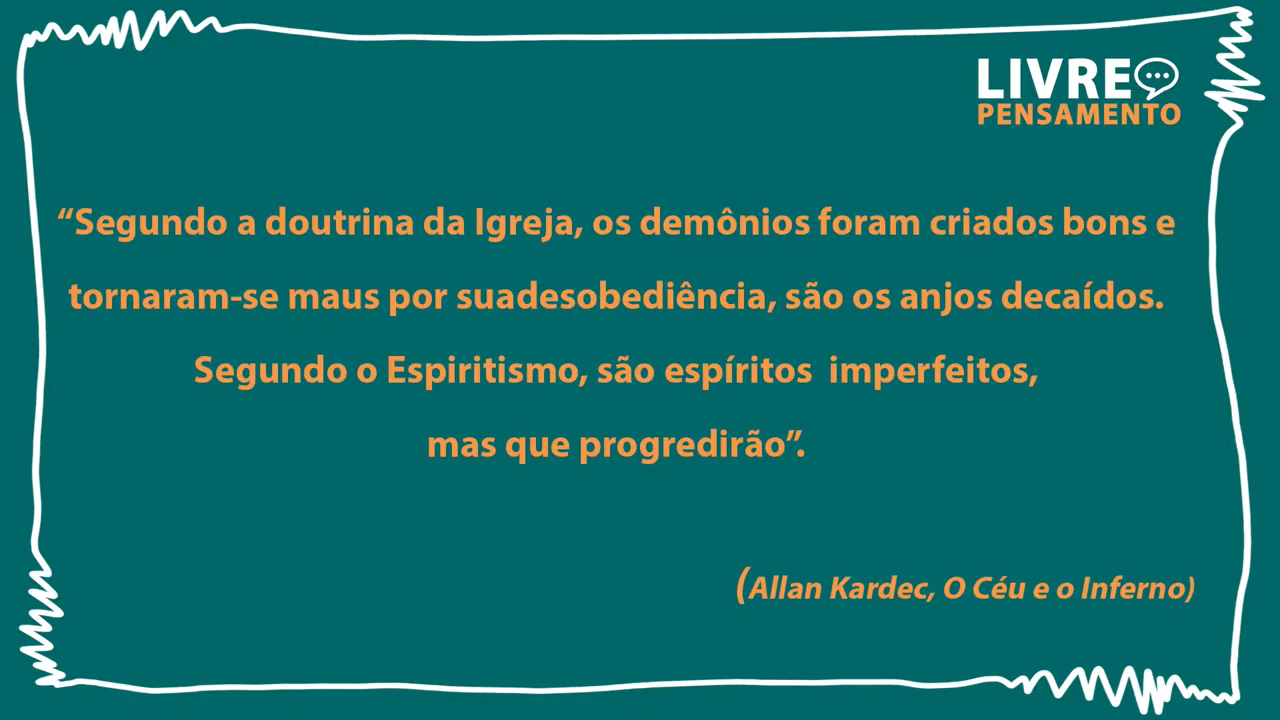 LIVRE
PENSAMENTO
“Segundo a doutrina da Igreja, os demônios foram criados bons e
tornaram-se maus por suadesobediência, são os anjos decaídos.
Segundo o Espiritismo, são espíritos  imperfeitos,
mas que progredirão”.
(Allan Kardec, O Céu e o Inferno)